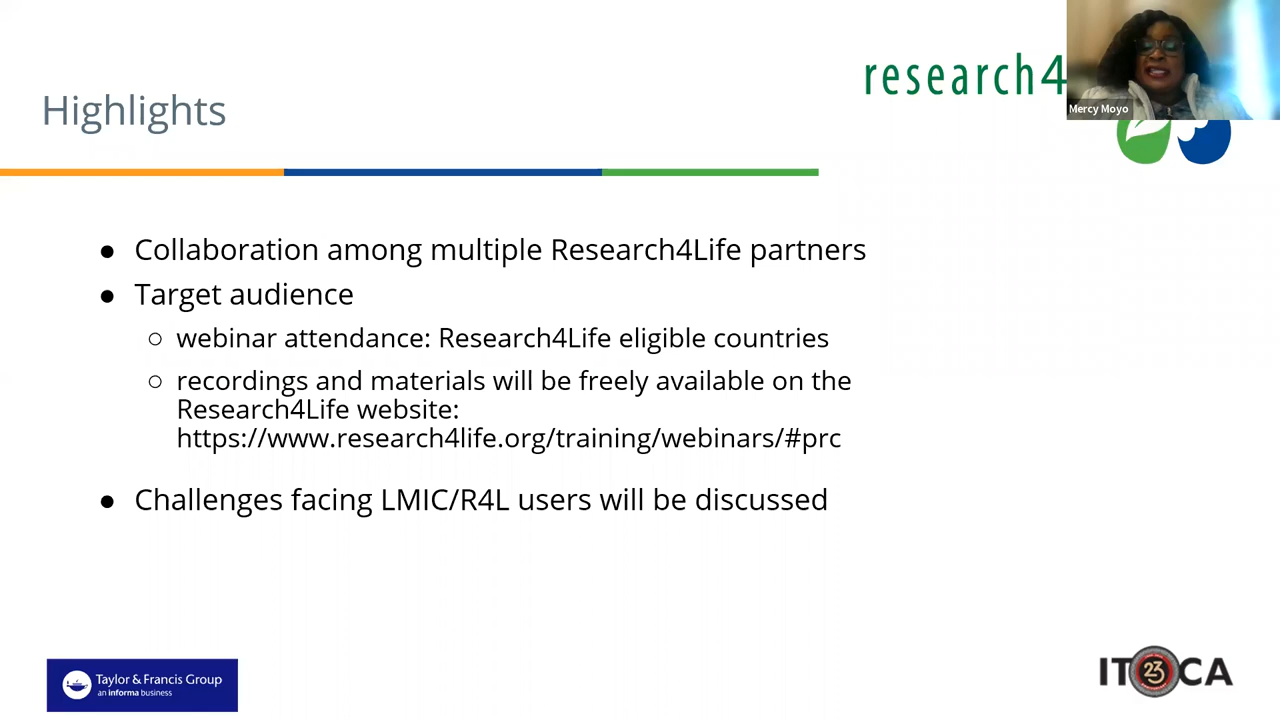 Highlights
research4
Mercy Moyo
● Collaboration among multiple Research4Life partners
● Target audience
○ webinar attendance: Research4Life eligible countries
○ recordings and materials will be freely available on the
Research4Life website:
https://www.research4life.org/training/webinars/#prc
● Challenges facing LMIC/R4L users will be discussed
Taylor & Francis Group
an informa business
ITOCA
23